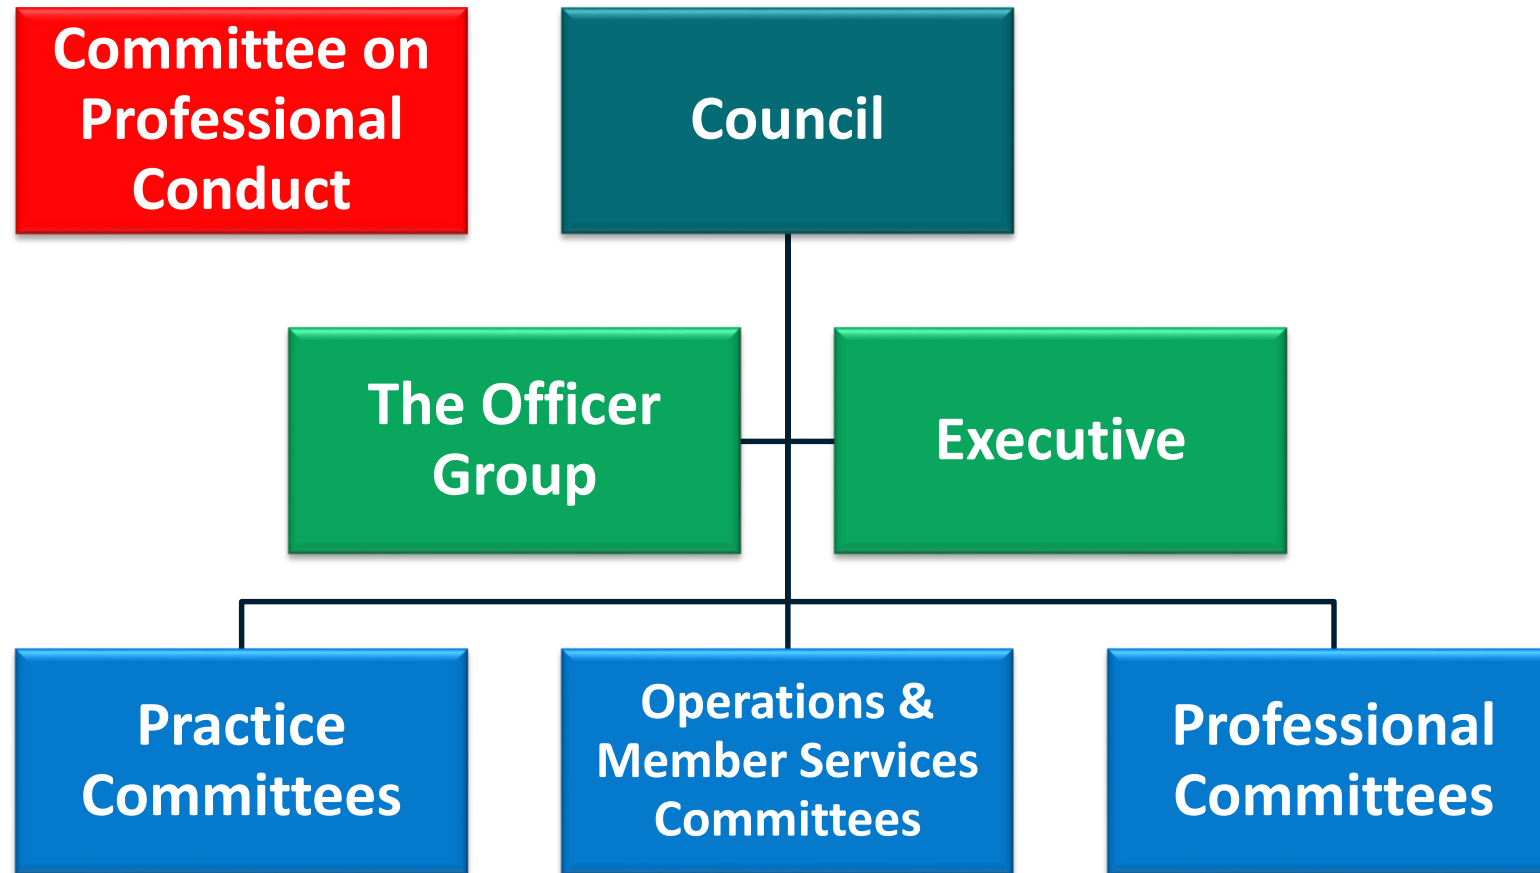 Committee on
Professional
Conduct
Council
The Officer
Group
Executive
Practice
Committees
Operations &
Member Services
Committees
Professional
Committees